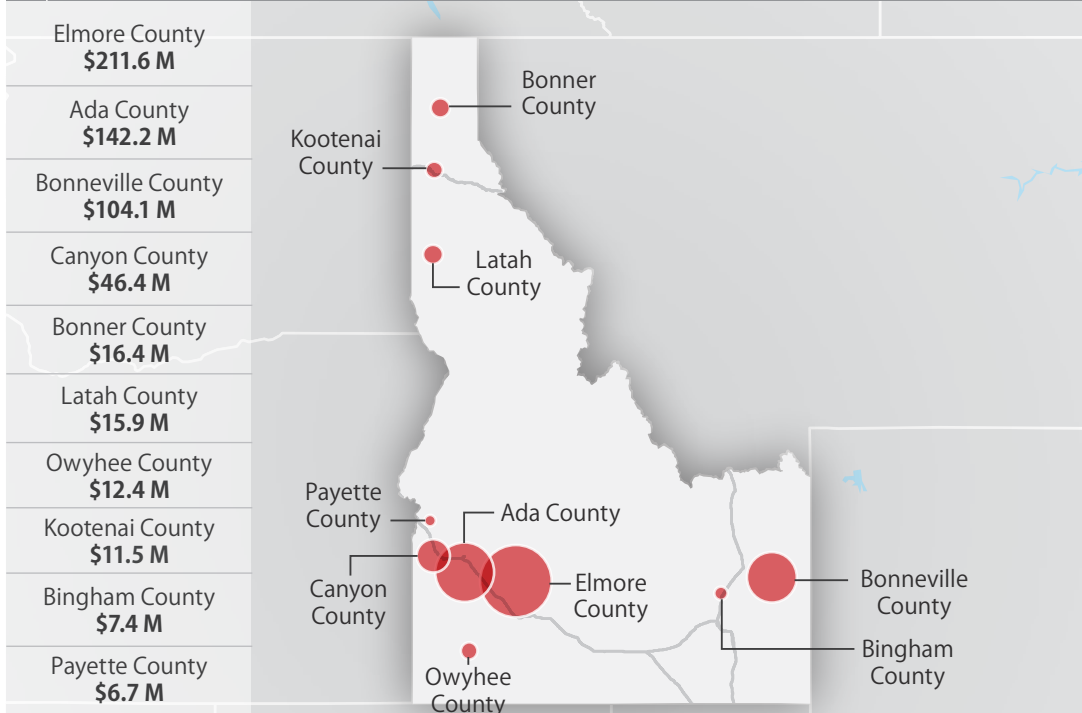 Elmore County
$211.6 M
Ada County
$142.2 M
Bonneville County
$104.1 M
Canyon County
$46.4 M
Bonner County
$16.4 M
Latah County
$15.9 M
Owyhee County
$12.4 M
Kootenai County
$11.5 M
Bingham County
$7.4 M
Payette County
$6.7 M
Bonner
County
Kootenai
County
Latah
County
Payette
County
Ada County
Canyon
County
Elmore
County
Bonneville
County
Bingham
County
Owyhee
County